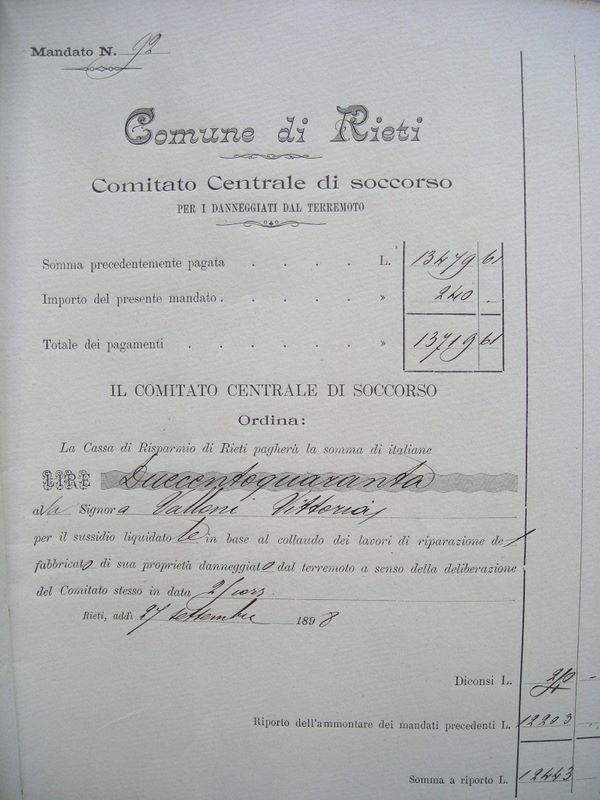 Mandato N. 92
Comune di Rieti
Comitato Centrale di soccorso
PER I DANNEGGIATI DAL TERREMOTO
Somma precedentemente pagata . . . . L. 13479 61
Importo del presente mandato . . . . . » 240 .
Totale dei pagamenti . . . . . . » 13719 61
IL COMITATO CENTRALE DI SOCCORSO
Ordina:
La Cassa di Risparmio di Rieti pagherà la somma di italiane
LIRE Duecentoquaranta
alla Signora Valloni Vittoria
per il sussidio liquidatole in base al collaudo dei lavori di riparazione del
fabbricato di sua proprietà danneggiato dal terremoto a senso della deliberazione
del Comitato stesso in data 2/
Rieti, addì 27 settembre 1898
Diconsi L. 240 -
Riporto dell'ammontare dei mandati precedenti L. 12203 -
Somma a riporto L. 12443 -